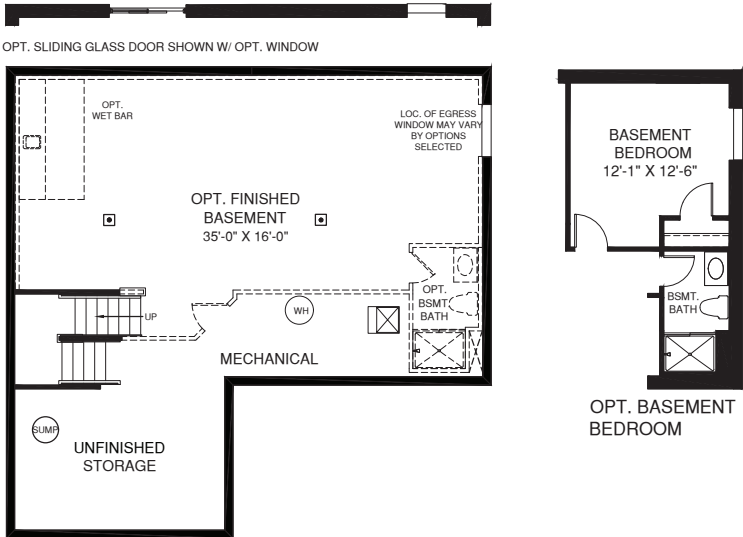 OPT. SLIDING GLASS DOOR SHOWN W/ OPT. WINDOW
OPT.
WET BAR
LOC. OF EGRESS
WINDOW MAY VARY
BY OPTIONS
SELECTED
OPT. FINISHED
BASEMENT
35'-0" X 16'-0"
OPT.
BSMT.
BATH
UP
WH
MECHANICAL
SUMP
UNFINISHED
STORAGE
BASEMENT
BEDROOM
12'-1" X 12'-6"
BSMT.
BATH
OPT. BASEMENT
BEDROOM